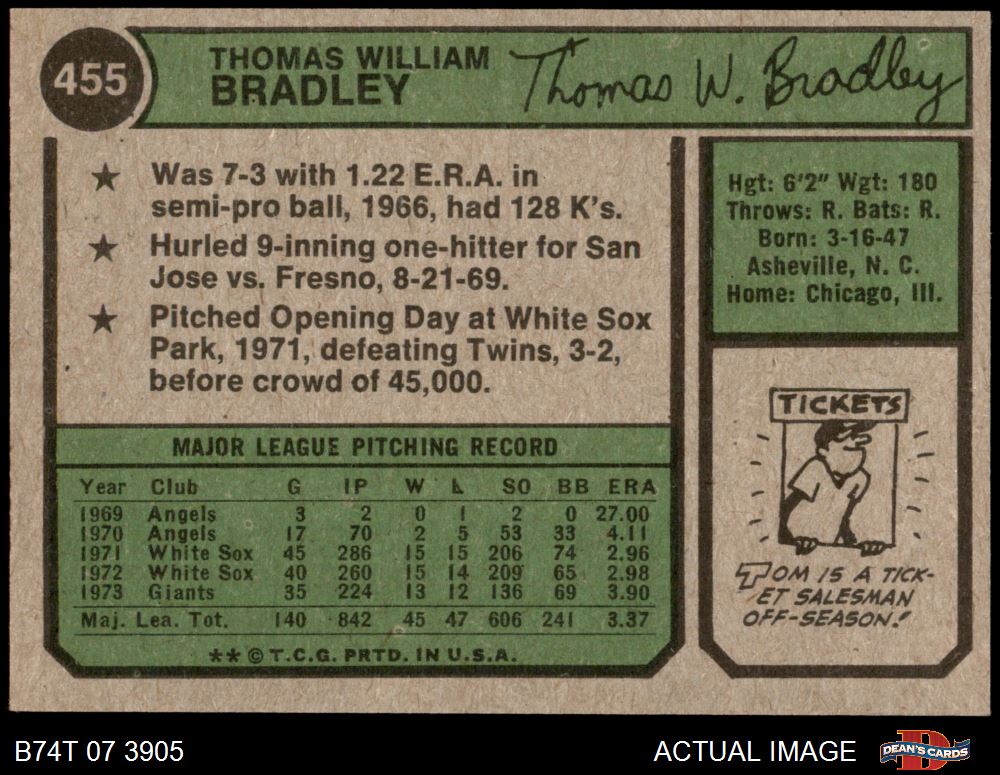 455
THOMAS WILLIAM
BRADLEY
Thomas W. Bradley
★ Was 7-3 with 1.22 E.R.A. in
semi-pro ball, 1966, had 128 K's.
★ Hurled 9-inning one-hitter for San
Jose vs. Fresno, 8-21-69.
★ Pitched Opening Day at White Sox
Park, 1971, defeating Twins, 3-2,
before crowd of 45,000.
Hgt: 6'2" Wgt: 180
Throws: R. Bats: R.
Born: 3-16-47
Asheville, N. C.
Home: Chicago, Ill.
MAJOR LEAGUE PITCHING RECORD
Year Club G IP W L SO BB ERA
1969 Angels 3 2 0 1 2 0 27.00
1970 Angels 17 70 2 5 53 33 4.11
1971 White Sox 45 286 15 15 206 74 2.96
1972 White Sox 40 260 15 14 209 65 2.98
1973 Giants 35 224 13 12 136 69 3.90
Maj. Lea. Tot. 140 842 45 47 606 241 3.37
** © T.C.G. PRTD. IN U.S.A.
TICKETS
TOM IS A TICK-
ET SALESMAN
OFF-SEASON!
B74T 07 3905
ACTUAL IMAGE
DEAN'S CARDS